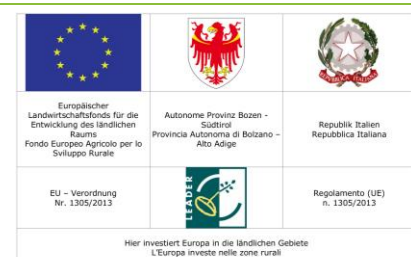 Europäischer
Landwirtschaftsfonds für die
Entwicklung des ländlichen
Raums
Fondo Europeo Agricolo per lo
Sviluppo Rurale
Autonome Provinz Bozen -
Südtirol
Provincia Autonoma di Bolzano –
Alto Adige
Republik Italien
Repubblica Italiana
EU – Verordnung
Nr. 1305/2013
LEADER
Regolamento (UE)
n. 1305/2013
Hier investiert Europa in die ländlichen Gebiete
L'Europa investe nelle zone rurali